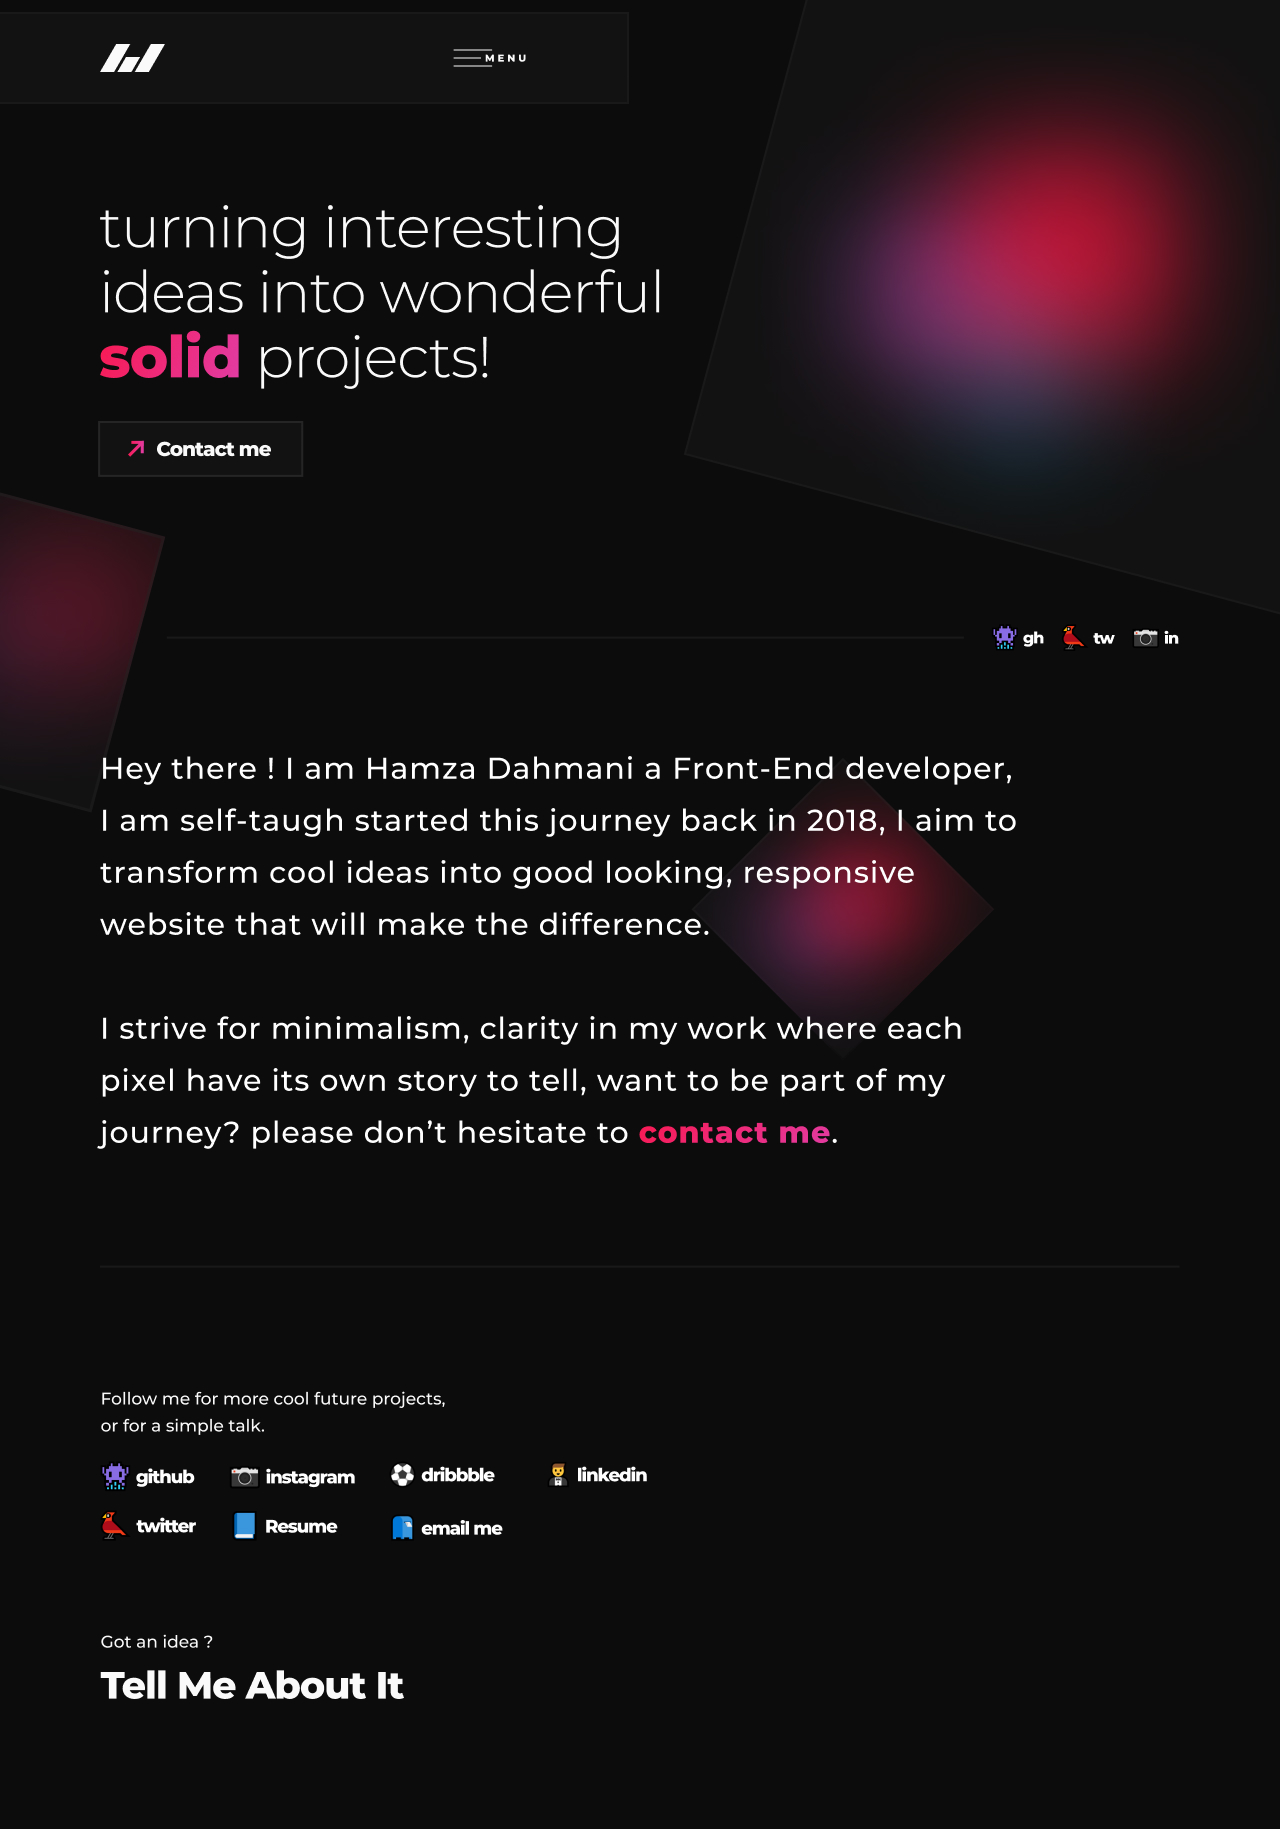 MENU
turning interesting
ideas into wonderful
solid projects!
Contact me
gh tw in
Hey there ! I am Hamza Dahmani a Front-End developer,
I am self-taugh started this journey back in 2018, I aim to
transform cool ideas into good looking, responsive
website that will make the difference.
I strive for minimalism, clarity in my work where each
pixel have its own story to tell, want to be part of my
journey? please don’t hesitate to contact me.
Follow me for more cool future projects,
or for a simple talk.
github instagram dribbble linkedin
twitter Resume email me
Got an idea ?
Tell Me About It